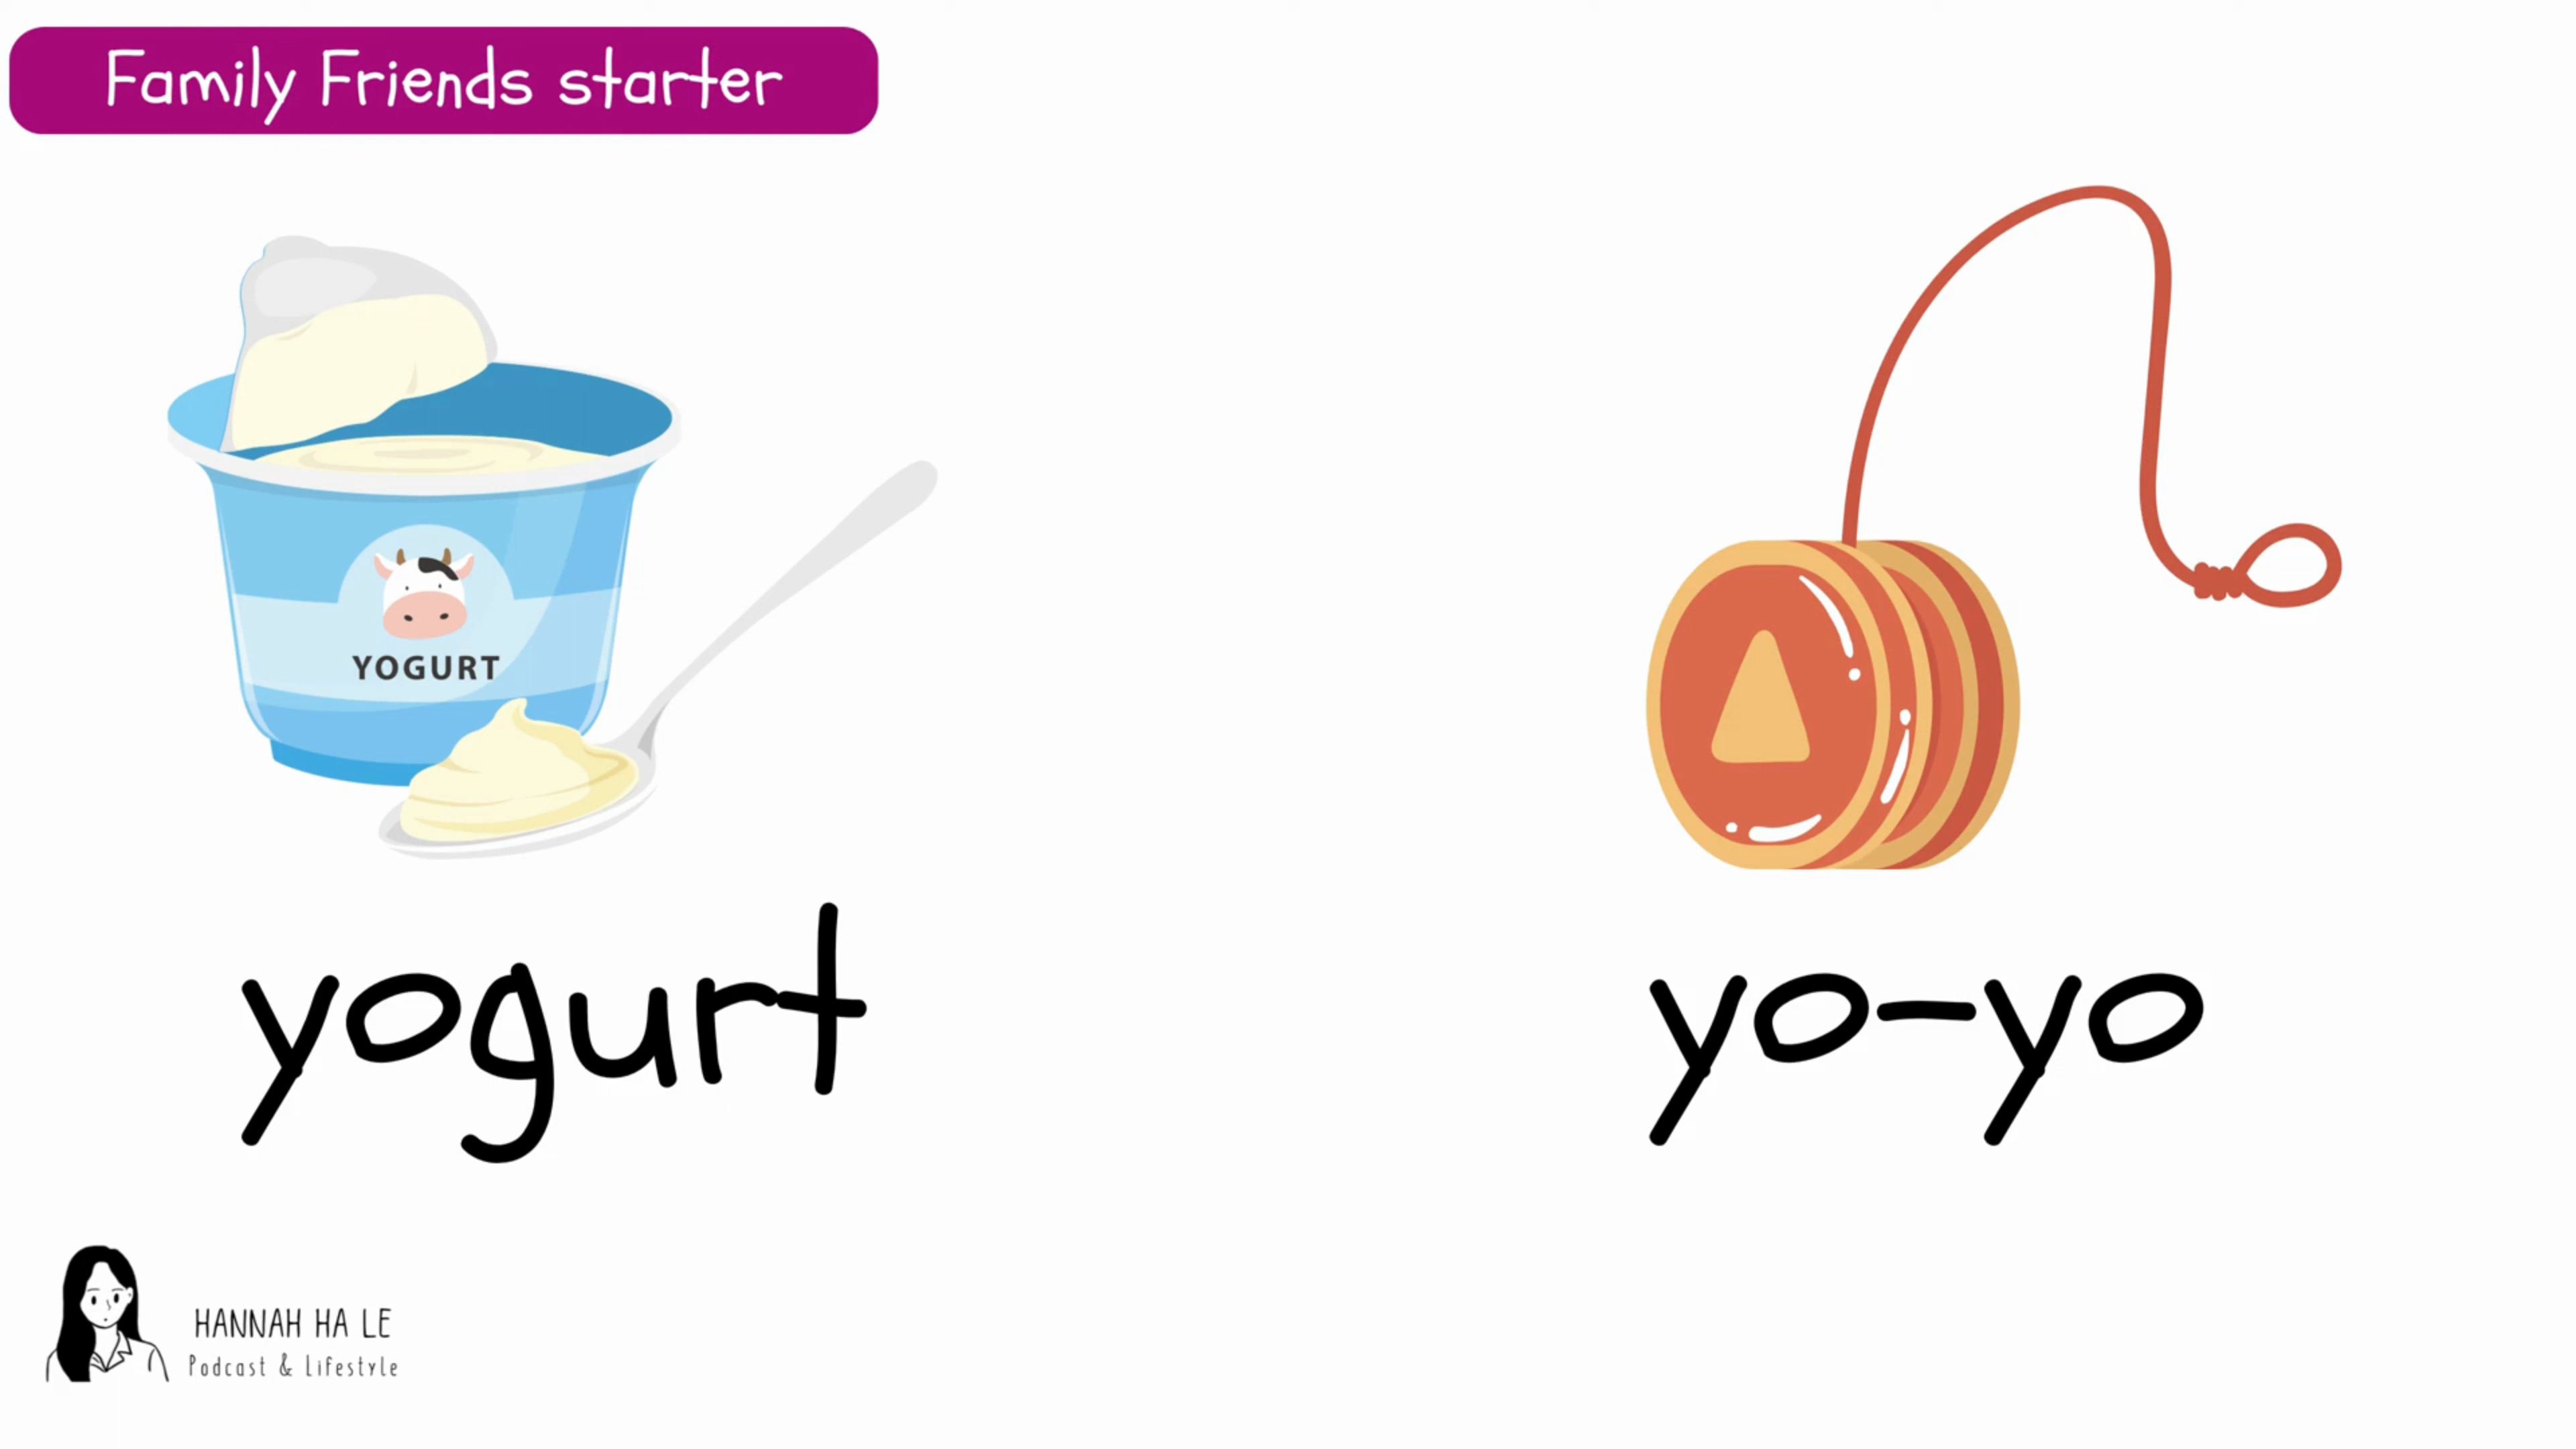 Family Friends starter
YOGURT
yogurt
yo-yo
HANNAH HA LE
Podcast & Lifestyle